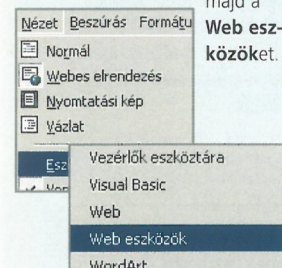 majd a
Web esz-
közöket.
Nézet Beszúrás Formátu
Normál
Webes elrendezés
Nyomtatási kép
Vázlat
Esz
Vezérlők eszköztára
Visual Basic
Web
Web eszközök
WordArt